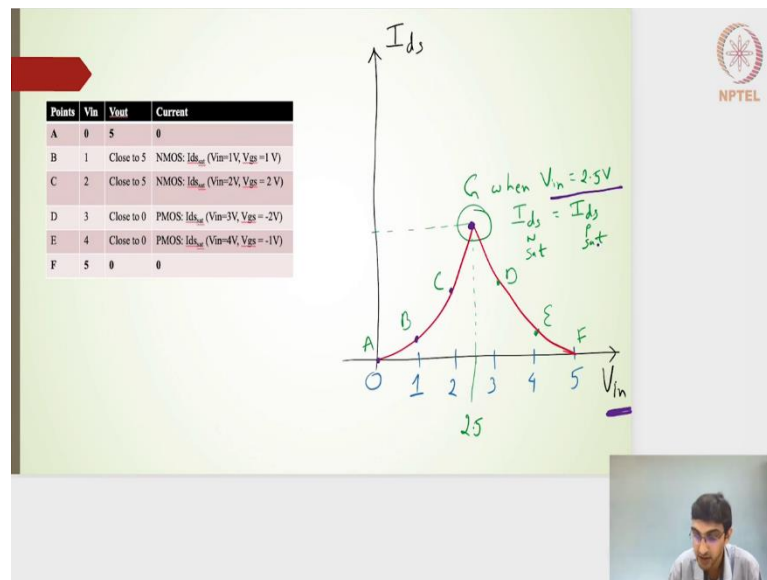 Ids
NPTEL
Points Vin Vout Current
A 0 5 0
B 1 Close to 5 NMOS: Idssat (Vin=1V, Vgs =1 V)
C 2 Close to 5 NMOS: Idssat (Vin=2V, Vgs = 2 V)
D 3 Close to 0 PMOS: Idssat (Vin=3V, Vgs = -2V)
E 4 Close to 0 PMOS: Idssat (Vin=4V, Vgs = -1V)
F 5 0 0
G when Vin = 2.5V
Ids = Ids
N P
Sat Sat
C D
B E
A F
0 1 2 3 4 5 Vin
2.5